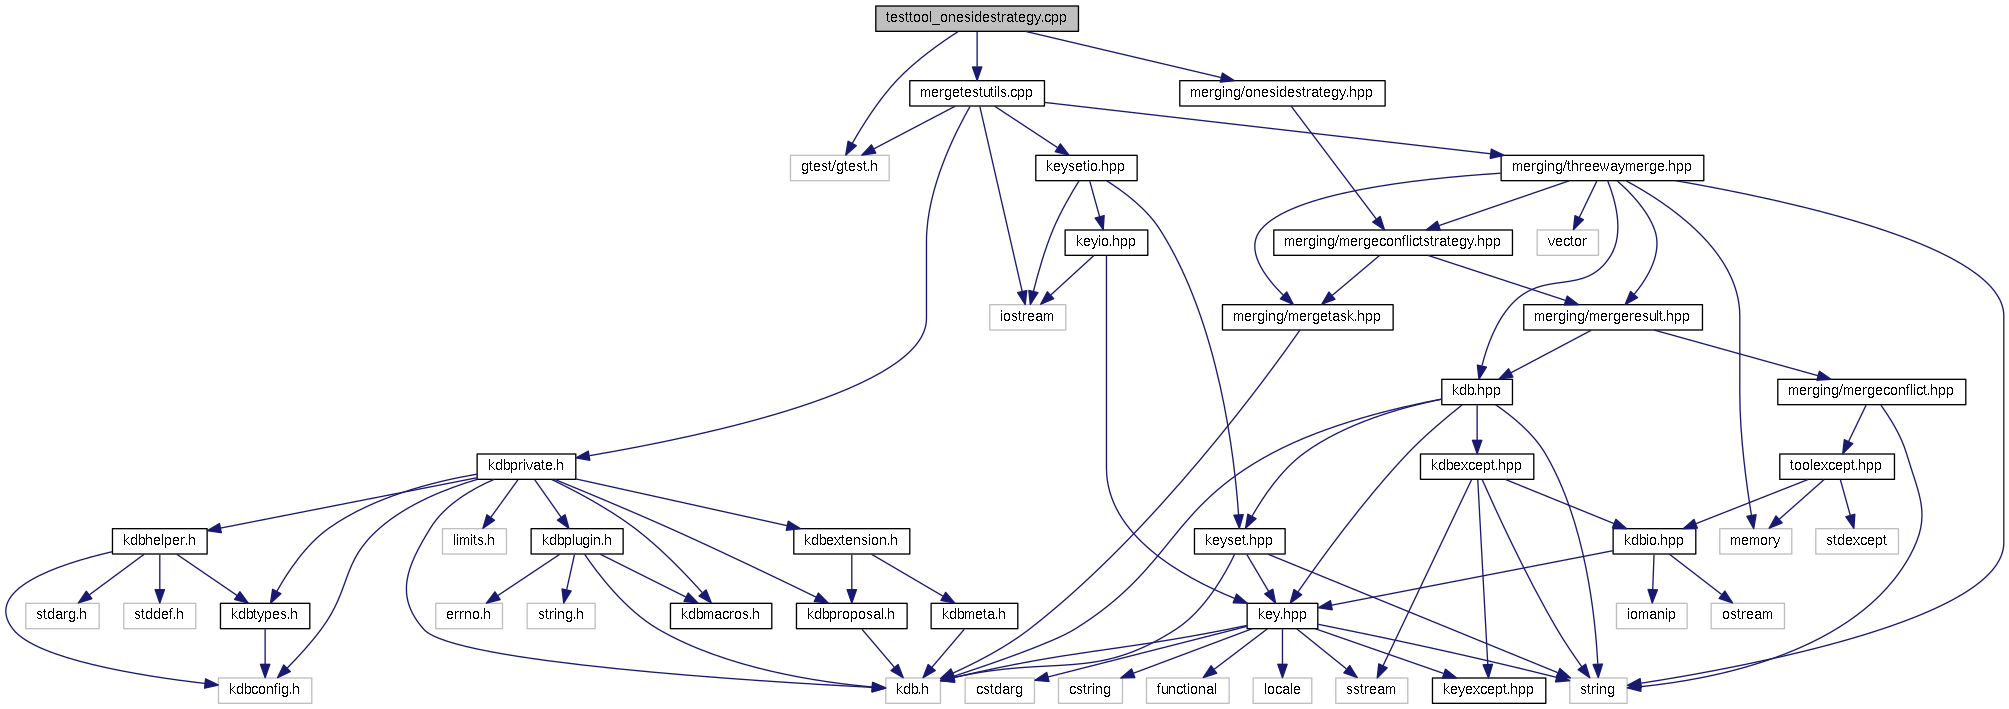 testtool_onesidestrategy.cpp
mergetestutils.cpp
merging/onesidestrategy.hpp
gtest/gtest.h
keysetio.hpp
merging/threewaymerge.hpp
keyio.hpp
merging/mergeconflictstrategy.hpp
vector
iostream
merging/mergetask.hpp
merging/mergeresult.hpp
kdb.hpp
merging/mergeconflict.hpp
kdbprivate.h
kdbexcept.hpp
toolexcept.hpp
kdbhelper.h
limits.h
kdbplugin.h
kdbextension.h
keyset.hpp
kdbio.hpp
memory
stdexcept
stdarg.h
stddef.h
kdbtypes.h
errno.h
string.h
kdbmacros.h
kdbproposal.h
kdbmeta.h
key.hpp
iomanip
ostream
kdbconfig.h
kdb.h
cstdarg
cstring
functional
locale
sstream
keyexcept.hpp
string